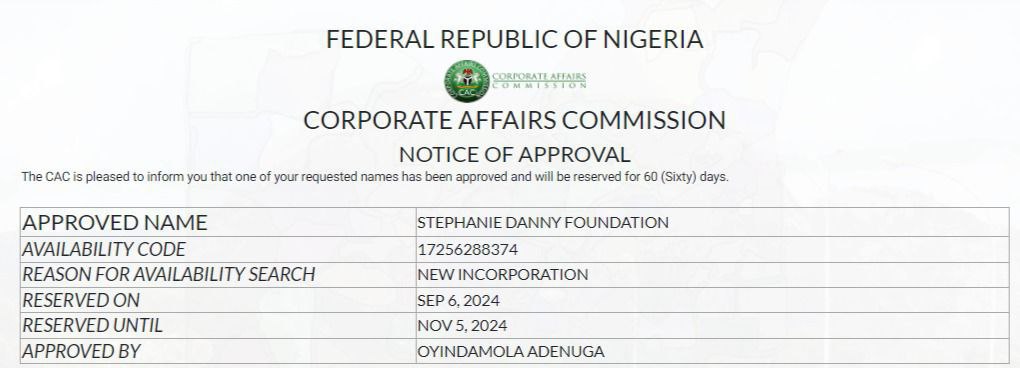 FEDERAL REPUBLIC OF NIGERIA
CORPORATE AFFAIRS
COMMISSION
CAC
CORPORATE AFFAIRS COMMISSION
NOTICE OF APPROVAL
The CAC is pleased to inform you that one of your requested names has been approved and will be reserved for 60 (Sixty) days.
APPROVED NAME STEPHANIE DANNY FOUNDATION
AVAILABILITY CODE 17256288374
REASON FOR AVAILABILITY SEARCH NEW INCORPORATION
RESERVED ON SEP 6, 2024
RESERVED UNTIL NOV 5, 2024
APPROVED BY OYINDAMOLA ADENUGA